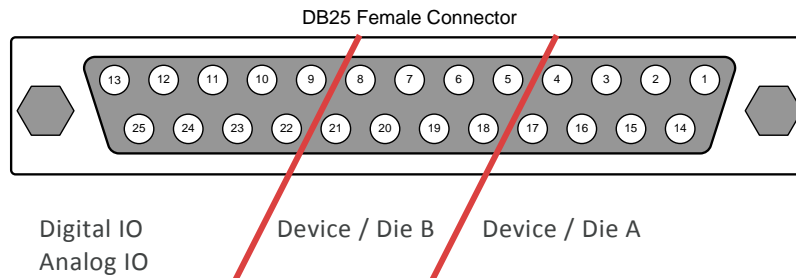 DB25 Female Connector
13 12 11 10 9 8 7 6 5 4 3 2 1
25 24 23 22 21 20 19 18 17 16 15 14
Digital IO Device / Die B Device / Die A
Analog IO